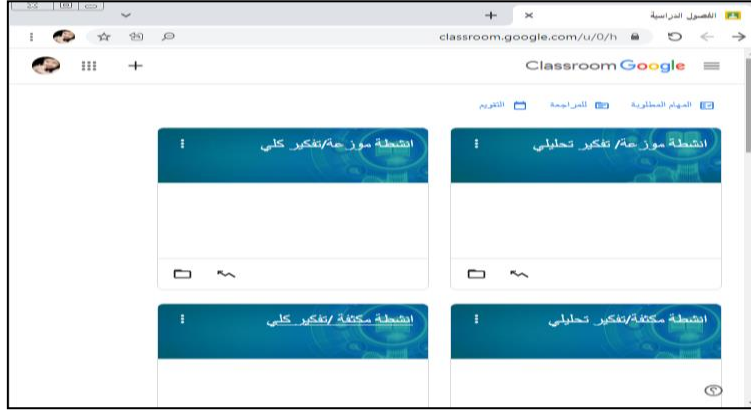 الفصول الدراسية
classroom.google.com/u/0/h
Classroom Google
المهام المطلوبة للمراجعة التقويم
انشطة موزعة/ تفكير تحليلي
انشطة موزعة/تفكير كلي
انشطة مكثفة/تفكير تحليلي
انشطة مكثفة /تفكير كلي